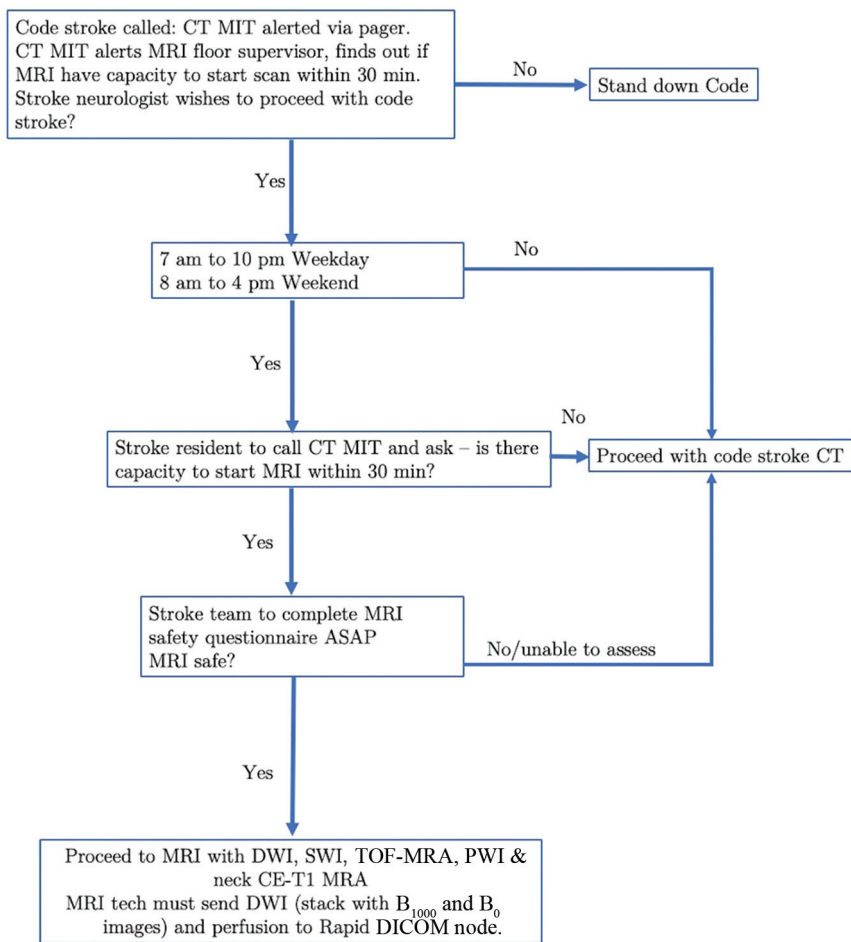 Code stroke called: CT MIT alerted via pager.
CT MIT alerts MRI floor supervisor, finds out if
MRI have capacity to start scan within 30 min.
Stroke neurologist wishes to proceed with code
stroke?
No
Stand down Code
Yes
7 am to 10 pm Weekday
8 am to 4 pm Weekend
No
Yes
Stroke resident to call CT MIT and ask – is there
capacity to start MRI within 30 min?
No
Proceed with code stroke CT
Yes
Stroke team to complete MRI
safety questionnaire ASAP
MRI safe?
No/unable to assess
Yes
Proceed to MRI with DWI, SWI, TOF-MRA, PWI &
neck CE-T1 MRA
MRI tech must send DWI (stack with B1000 and B0
images) and perfusion to Rapid DICOM node.